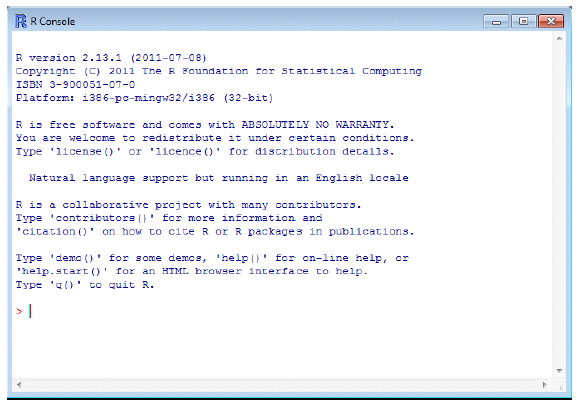 R Console
R version 2.13.1 (2011-07-08)
Copyright (C) 2011 The R Foundation for Statistical Computing
ISBN 3-900051-07-0
Platform: i386-pc-mingw32/i386 (32-bit)
R is free software and comes with ABSOLUTELY NO WARRANTY.
You are welcome to redistribute it under certain conditions.
Type 'license()' or 'licence()' for distribution details.
Natural language support but running in an English locale
R is a collaborative project with many contributors.
Type 'contributors()' for more information and
'citation()' on how to cite R or R packages in publications.
Type 'demo()' for some demos, 'help()' for on-line help, or
'help.start()' for an HTML browser interface to help.
Type 'q()' to quit R.
>